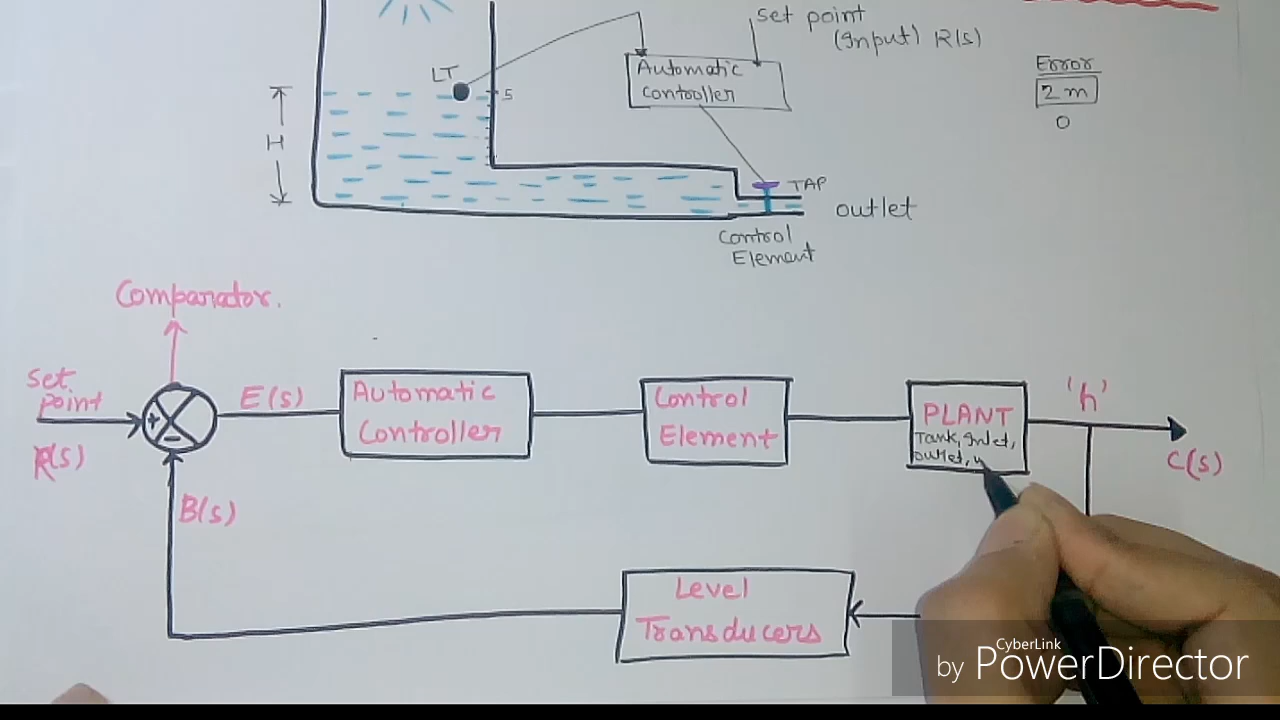 set point
(Input) R(s)
Error
2 m
0
LT
Automatic
controller
5
H
TAP
outlet
Control
Element
Comparator.
set
point
R(s)
+
-
E(s)
Automatic
Controller
Control
Element
PLANT
Tank, Inlet,
outlet,
'h'
C(s)
B(s)
Level
Transducers
CyberLink
by PowerDirector